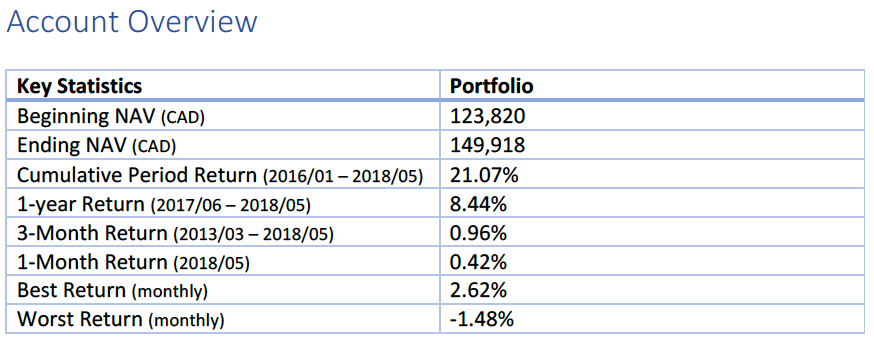 Account Overview
Key Statistics Portfolio
Beginning NAV (CAD) 123,820
Ending NAV (CAD) 149,918
Cumulative Period Return (2016/01 – 2018/05) 21.07%
1-year Return (2017/06 – 2018/05) 8.44%
3-Month Return (2013/03 – 2018/05) 0.96%
1-Month Return (2018/05) 0.42%
Best Return (monthly) 2.62%
Worst Return (monthly) -1.48%